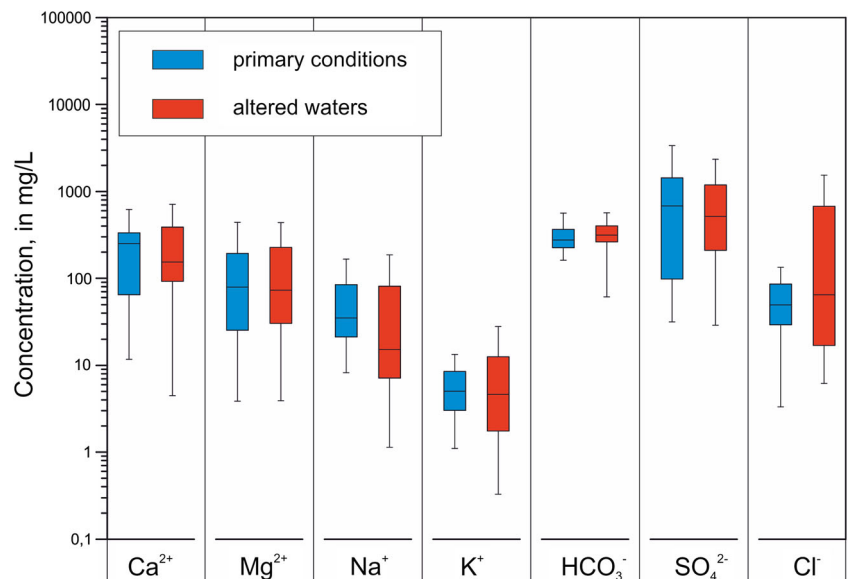 100000
primary conditions
altered waters
10000
1000
100
10
1
0,1
Concentration, in mg/L
Ca²⁺ Mg²⁺ Na⁺ K⁺ HCO₃⁻ SO₄²⁻ Cl⁻